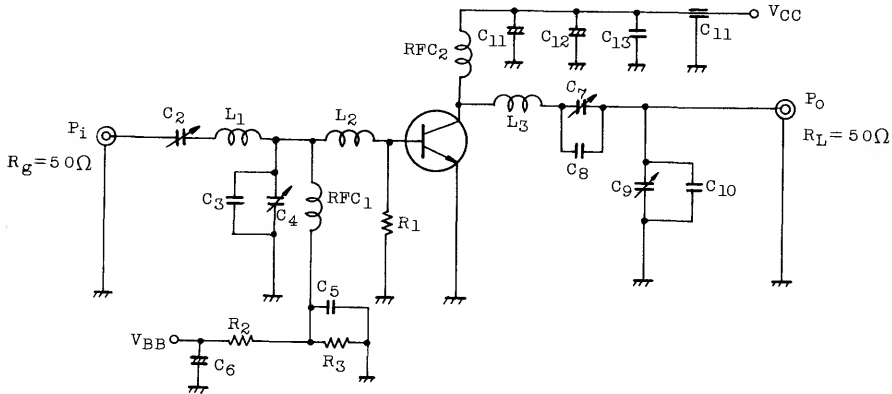 VCC
C11
C12
C13
C11
RFC2
C7
PO
C2
L1
L2
L3
Pi
Rg=50Ω
RL=50Ω
C8
C3
C4
RFC1
C9
C10
R1
C5
VBB
R2
R3
C6